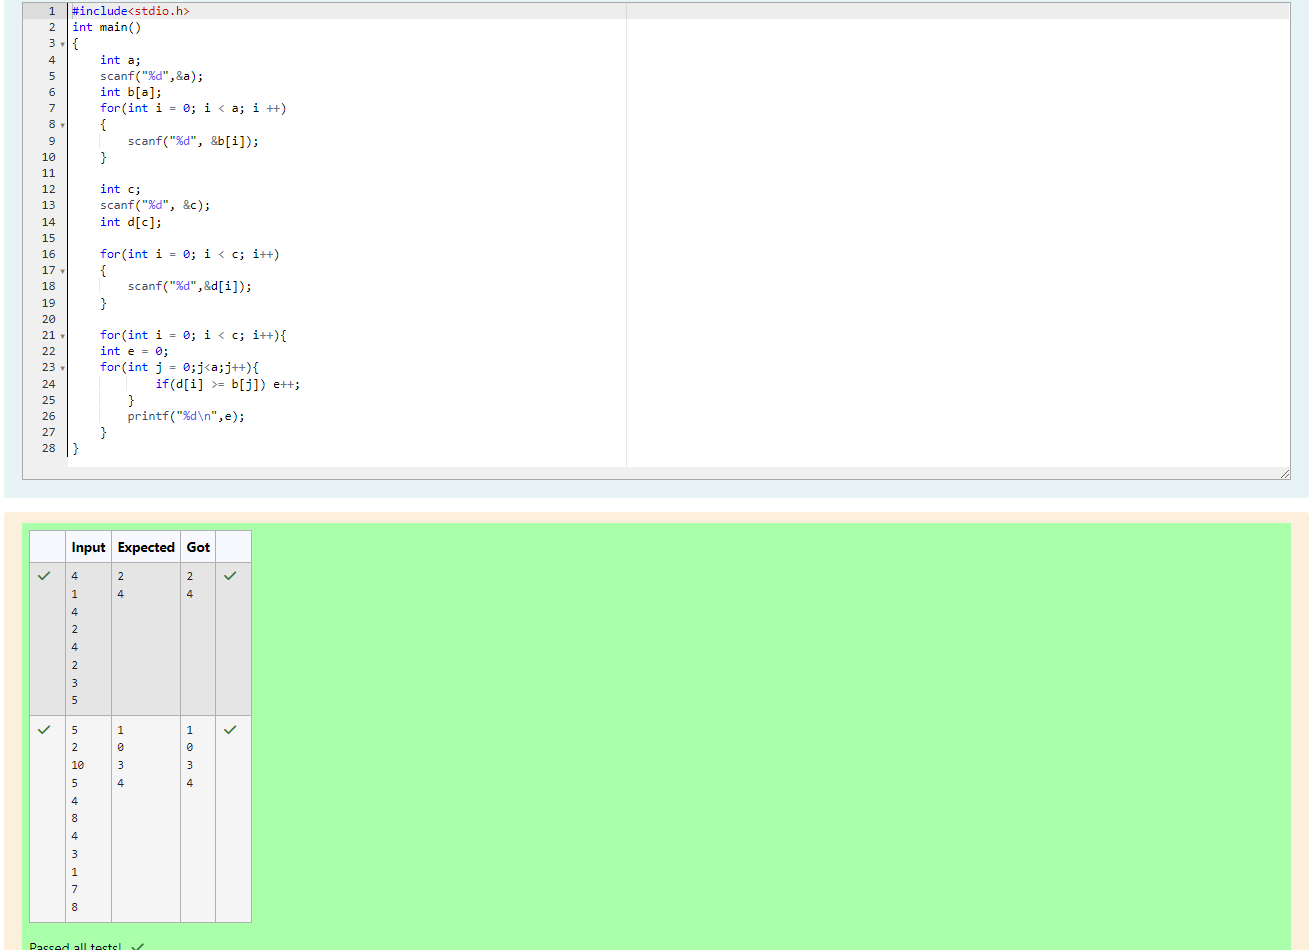 1 #include<stdio.h>
2 int main()
3 {
4 int a;
5 scanf("%d",&a);
6 int b[a];
7 for(int i = 0; i < a; i ++)
8 {
9 scanf("%d", &b[i]);
10 }
11
12 int c;
13 scanf("%d", &c);
14 int d[c];
15
16 for(int i = 0; i < c; i++)
17 {
18 scanf("%d",&d[i]);
19 }
20
21 for(int i = 0; i < c; i++){
22 int e = 0;
23 for(int j = 0;j<a;j++){
24 if(d[i] >= b[j]) e++;
25 }
26 printf("%d\n",e);
27 }
28 }
Input Expected Got
4 2 2
1 4 4
4
2
4
2
3
5
5 1 1
2 0 0
10 3 3
5 4 4
4
8
4
3
1
7
8
Passed all tests!